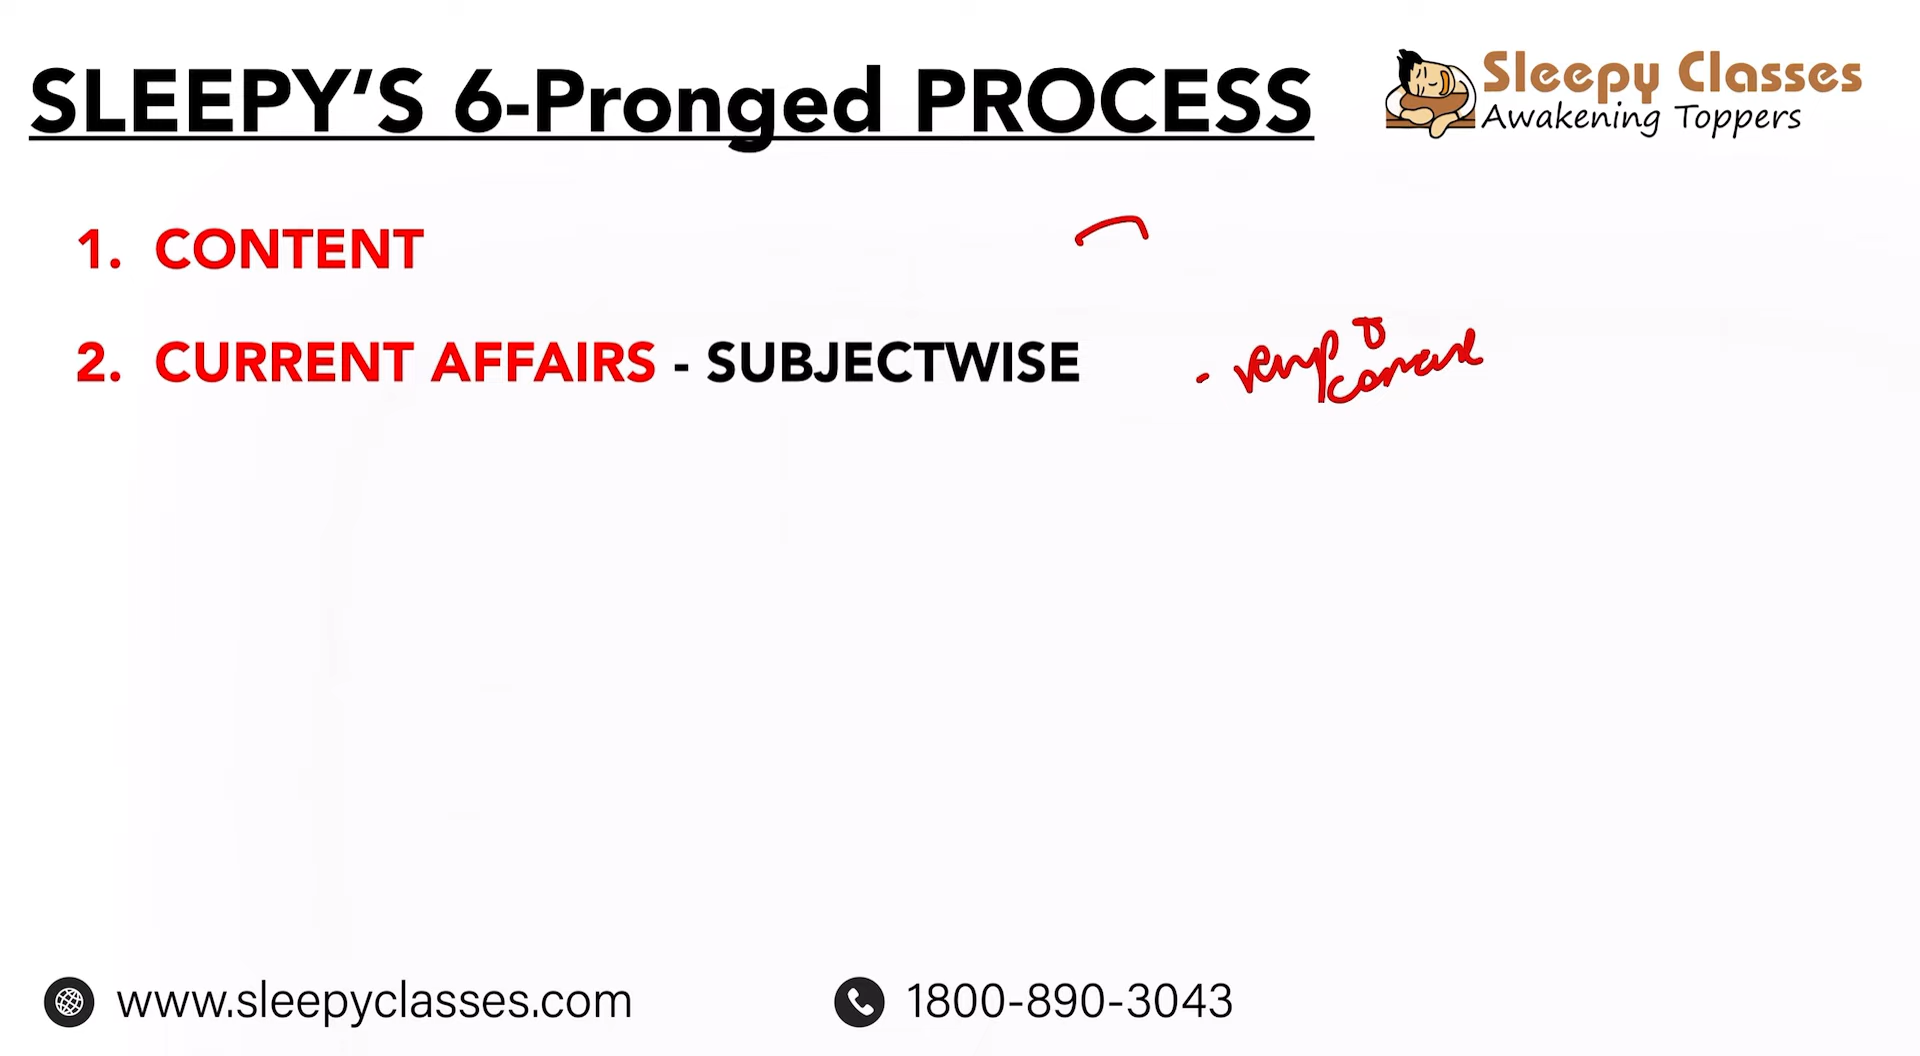 SLEEPY'S 6-Pronged PROCESS
Sleepy Classes
Awakening Toppers
1. CONTENT
2. CURRENT AFFAIRS - SUBJECTWISE
www.sleepyclasses.com
1800-890-3043